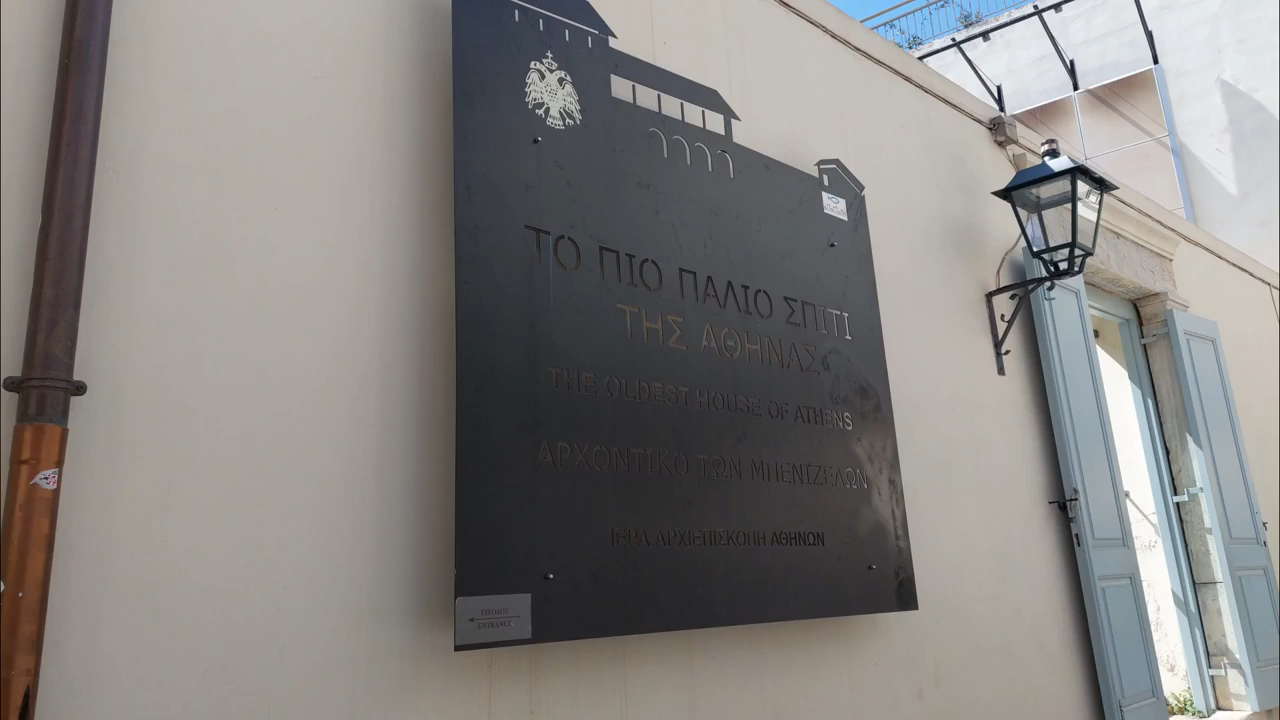 ΤΟ ΠΙΟ ΠΑΛΙΟ ΣΠΙΤΙ
ΤΗΣ ΑΘΗΝΑΣ
THE OLDEST HOUSE OF ATHENS
ΑΡΧΟΝΤΙΚΟ ΤΩΝ ΜΠΕΝΙΖΕΛΩΝ
ΙΕΡΑ ΑΡΧΙΕΠΙΣΚΟΠΗ ΑΘΗΝΩΝ
ΕΙΣΟΔΟΣ
ENTRANCE